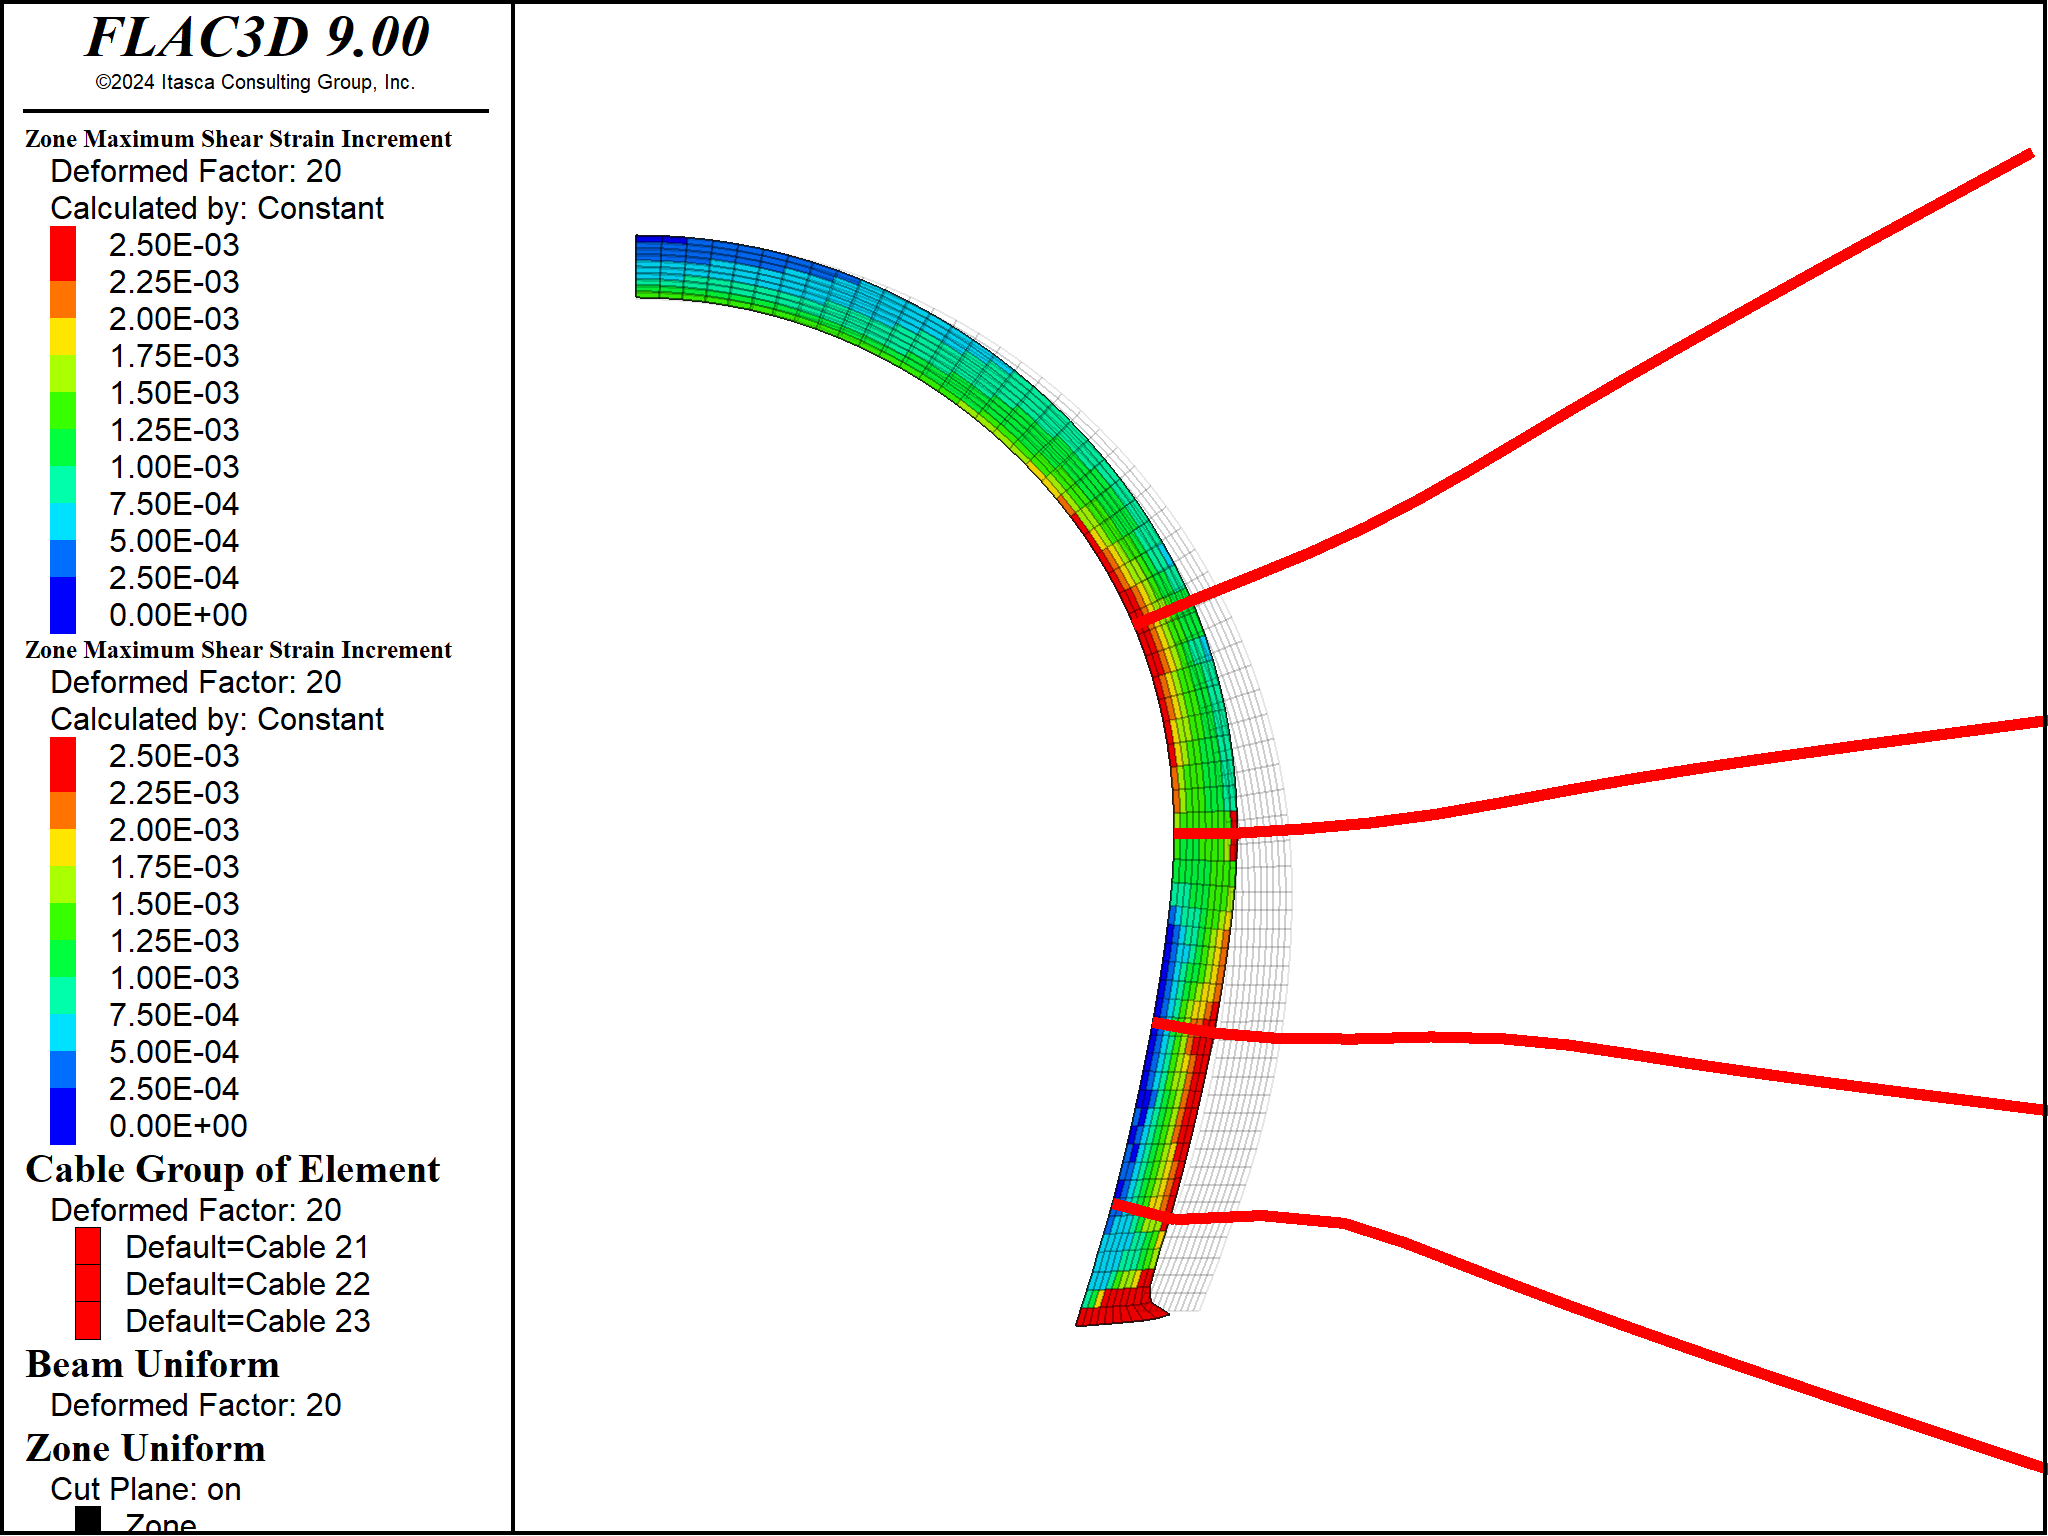 FLAC3D 9.00
©2024 Itasca Consulting Group, Inc.
Zone Maximum Shear Strain Increment
Deformed Factor: 20
Calculated by: Constant
2.50E-03
2.25E-03
2.00E-03
1.75E-03
1.50E-03
1.25E-03
1.00E-03
7.50E-04
5.00E-04
2.50E-04
0.00E+00
Zone Maximum Shear Strain Increment
Deformed Factor: 20
Calculated by: Constant
2.50E-03
2.25E-03
2.00E-03
1.75E-03
1.50E-03
1.25E-03
1.00E-03
7.50E-04
5.00E-04
2.50E-04
0.00E+00
Cable Group of Element
Deformed Factor: 20
Default=Cable 21
Default=Cable 22
Default=Cable 23
Beam Uniform
Deformed Factor: 20
Zone Uniform
Cut Plane: on
Zone